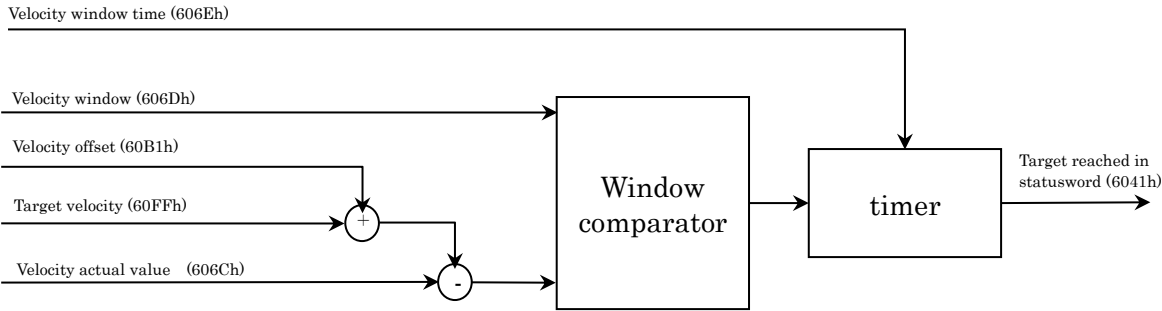 Velocity window time (606Eh)
Velocity window (606Dh)
Velocity offset (60B1h)
Target velocity (60FFh)
+
Velocity actual value (606Ch)
-
Window
comparator
timer
Target reached in
statusword (6041h)